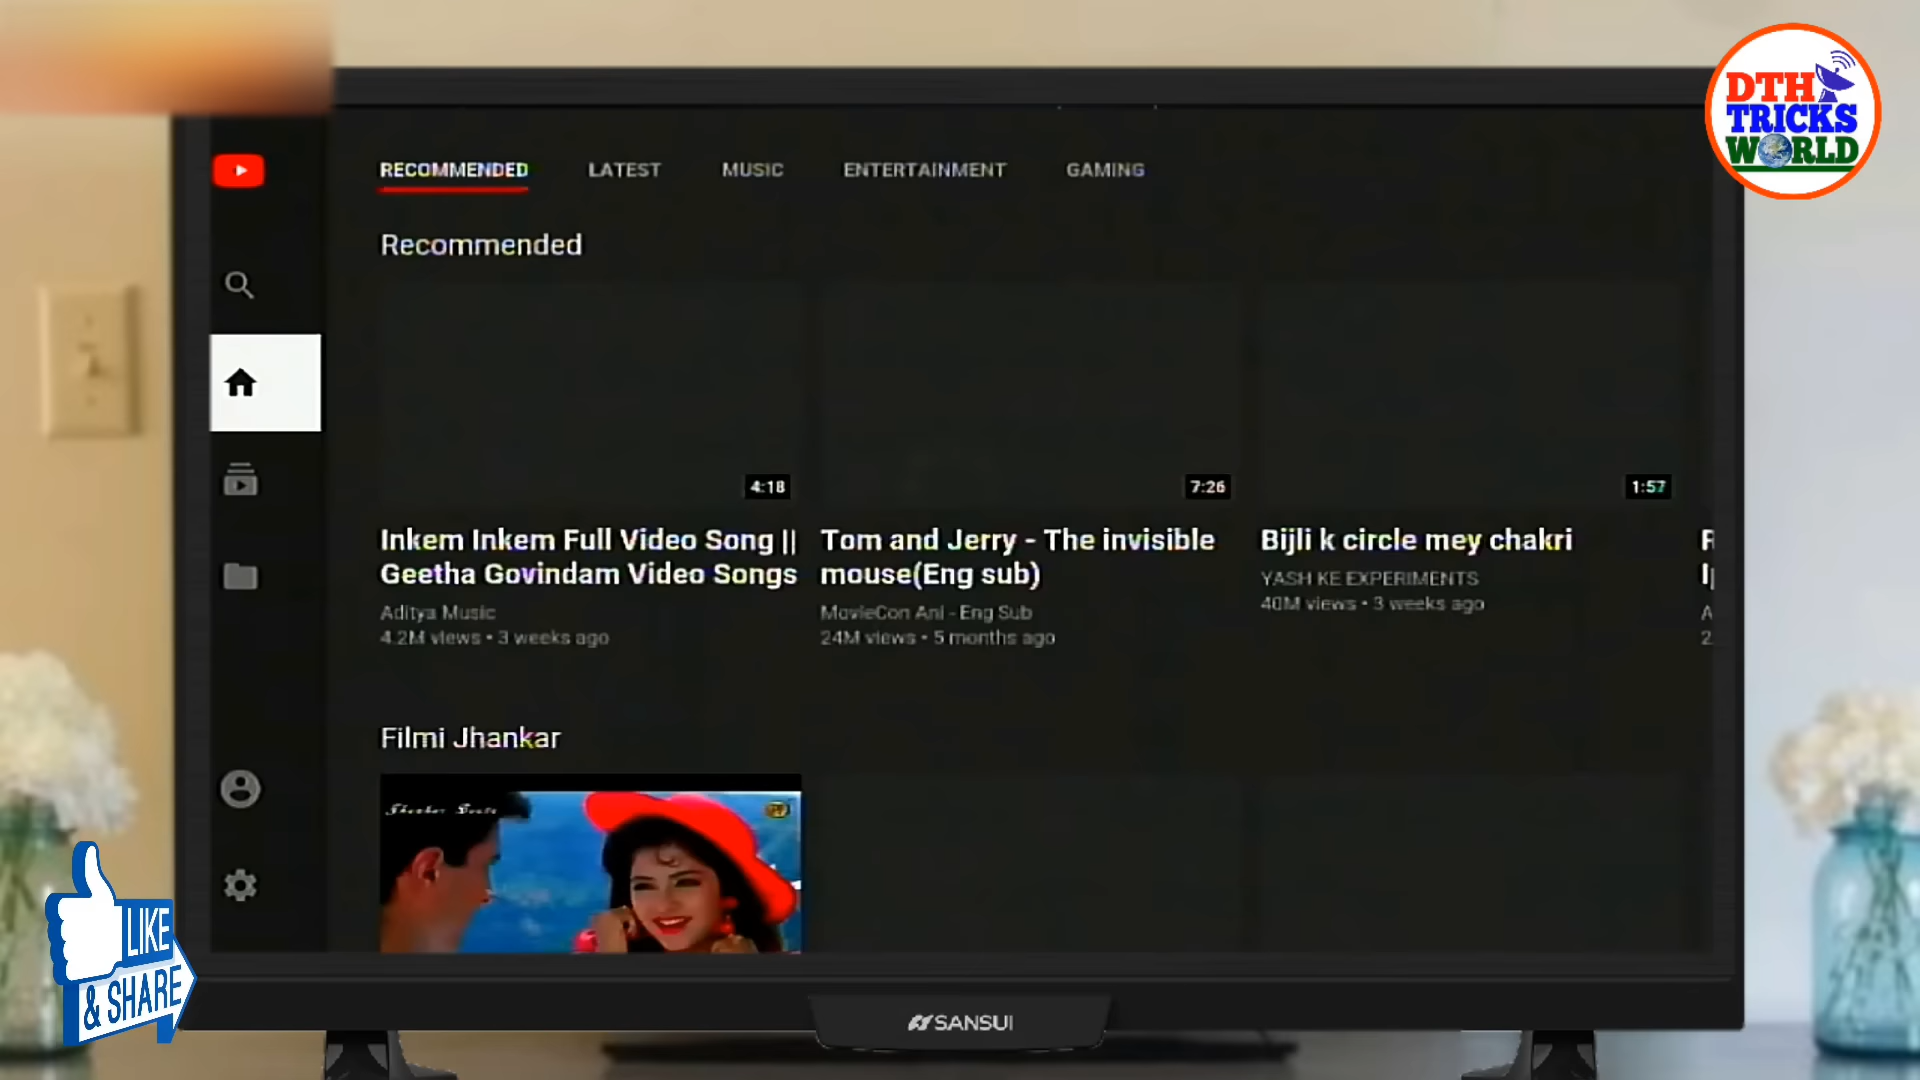 DTH
TRICKS
WORLD
RECOMMENDED LATEST MUSIC ENTERTAINMENT GAMING
Recommended
4:18
7:26
1:57
Inkem Inkem Full Video Song ||
Geetha Govindam Video Songs
Aditya Music
4.2M views • 3 weeks ago
Tom and Jerry - The invisible
mouse(Eng sub)
MovieCon Ani - Eng Sub
24M views • 5 months ago
Bijli k circle mey chakri
YASH KE EXPERIMENTS
40M views • 3 weeks ago
Filmi Jhankar
Jhankar Beats
LIKE
& SHARE
SANSUI